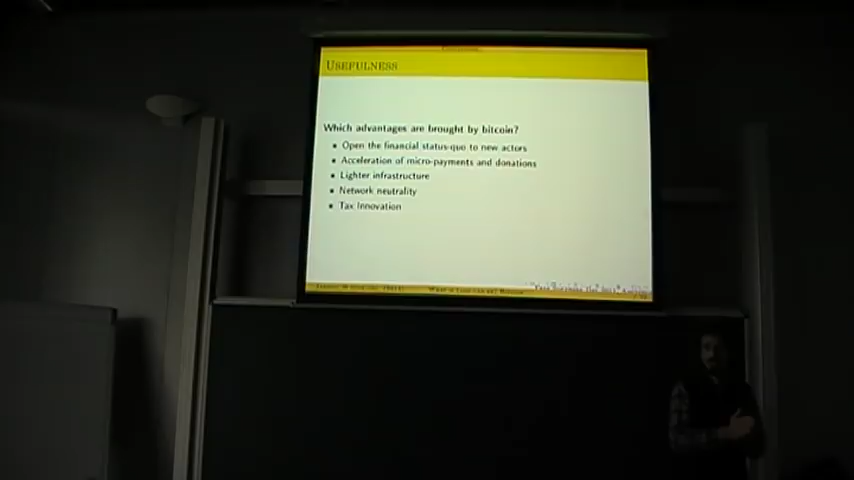 USEFULNESS
Which advantages are brought by bitcoin?
Open the financial status-quo to new actors
Acceleration of micro-payments and donations
Lighter infrastructure
Network neutrality
Tax Innovation